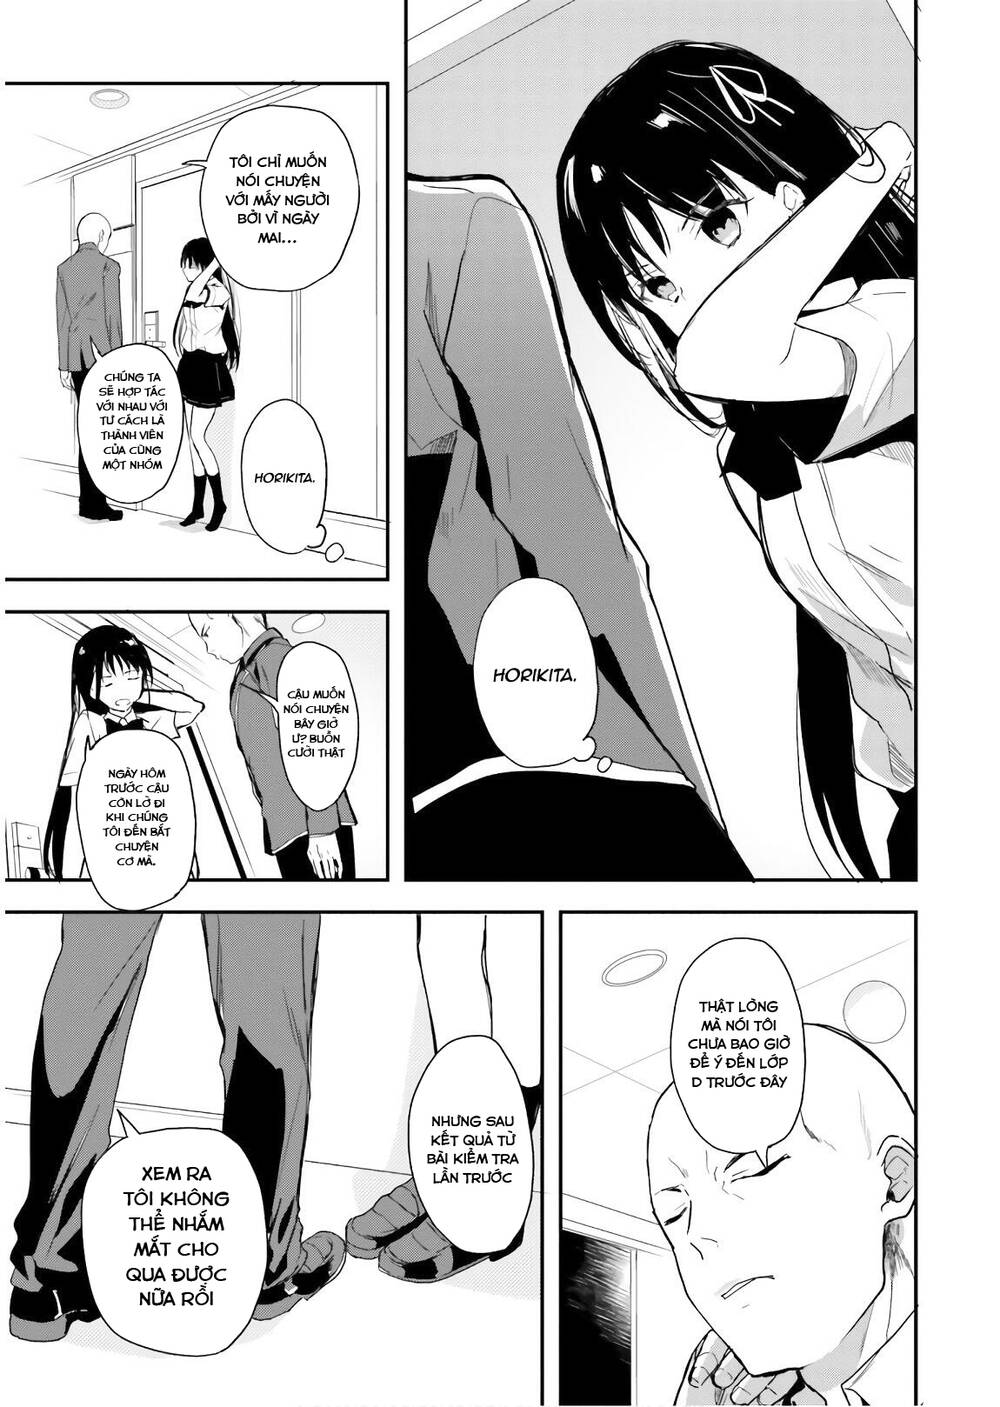 HORIKITA.
TÔI CHỈ MUỐN
NÓI CHUYỆN
VỚI MẤY NGƯỜI
BỞI VÌ NGÀY
MAI...
CHÚNG TA
SẼ HỢP TÁC
VỚI NHAU VỚI
TƯ CÁCH LÀ
THÀNH VIÊN
CỦA CÙNG
MỘT NHÓM
HORIKITA.
CẬU MUỐN
NÓI CHUYỆN
BÂY GIỜ
Ư? BUỒN
CƯỜI THẬT
NGÀY HÔM
TRƯỚC CẬU
CÒN LỜ ĐI
KHI CHÚNG
TÔI ĐẾN BẮT
CHUYỆN
CƠ MÀ.
THẬT LÒNG
MÀ NÓI TÔI
CHƯA BAO GIỜ
ĐỂ Ý ĐẾN LỚP
D TRƯỚC ĐÂY
NHƯNG SAU
KẾT QUẢ TỪ
BÀI KIỂM TRA
LẦN TRƯỚC
XEM RA
TÔI KHÔNG
THỂ NHẮM
MẮT CHO
QUA ĐƯỢC
NỮA RỒI